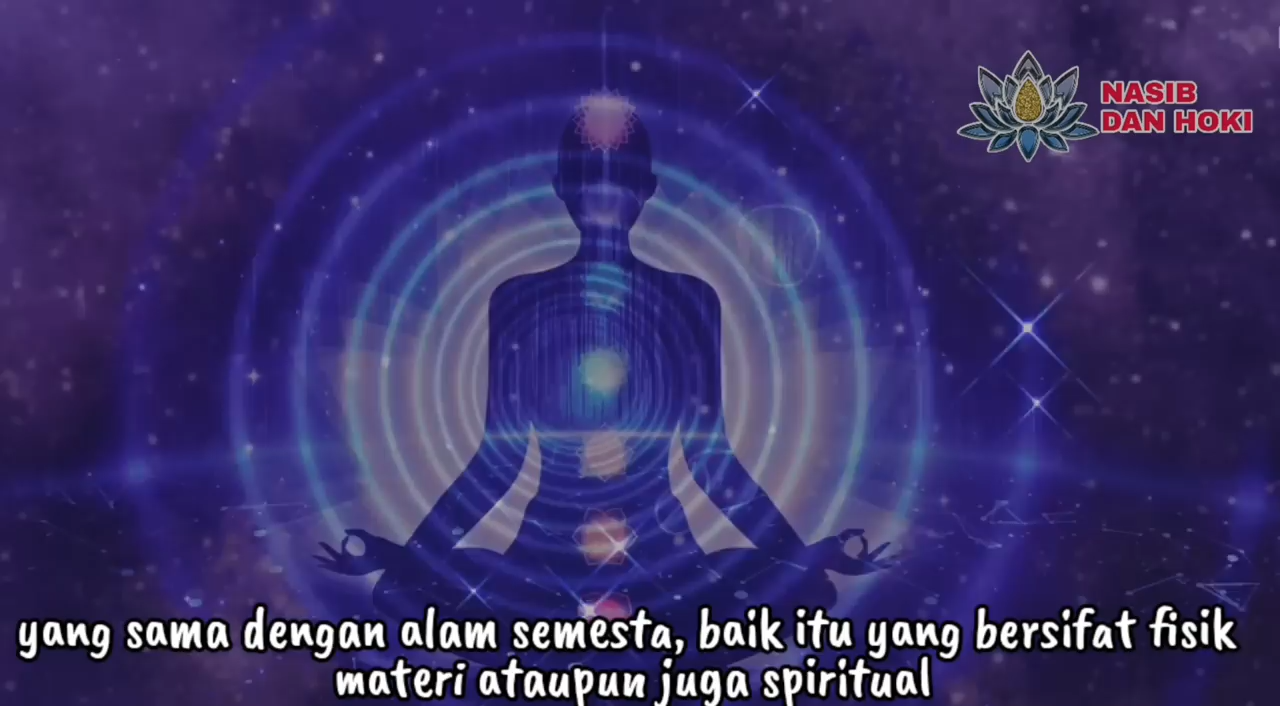 NASIB
DAN HOKI
yang sama dengan alam semesta, baik itu yang bersifat fisik
materi ataupun juga spiritual